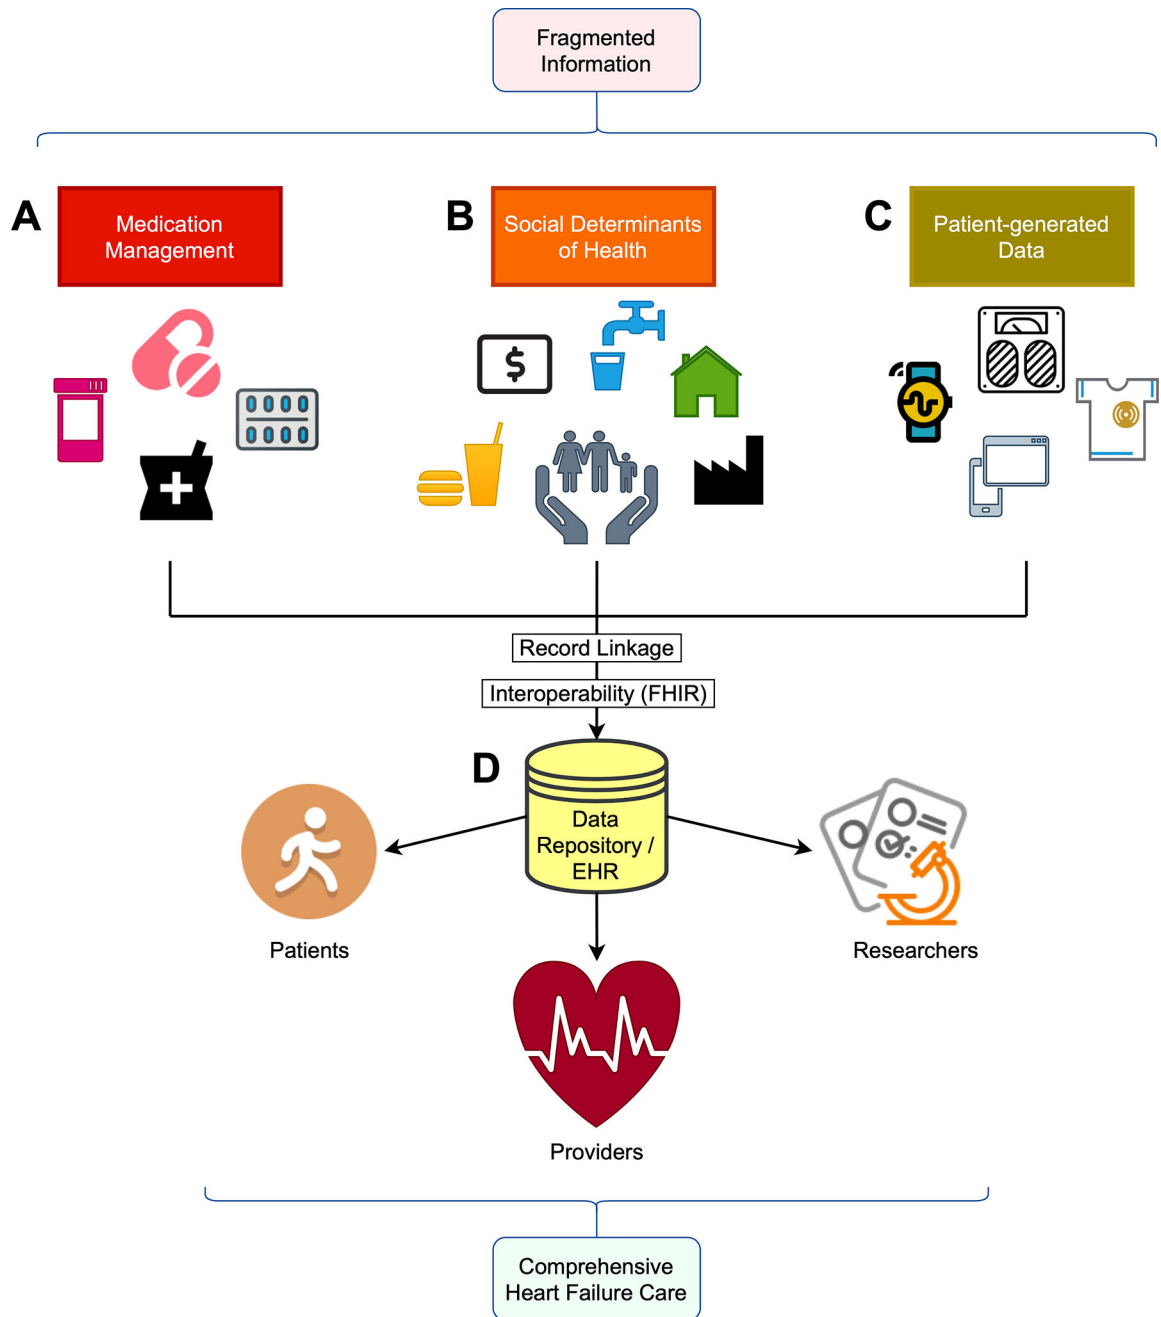 Fragmented
Information
A
Medication
Management
B
Social Determinants
of Health
C
Patient-generated
Data
$
Record Linkage
Interoperability (FHIR)
D
Data
Repository /
EHR
Patients
Researchers
Providers
Comprehensive
Heart Failure Care